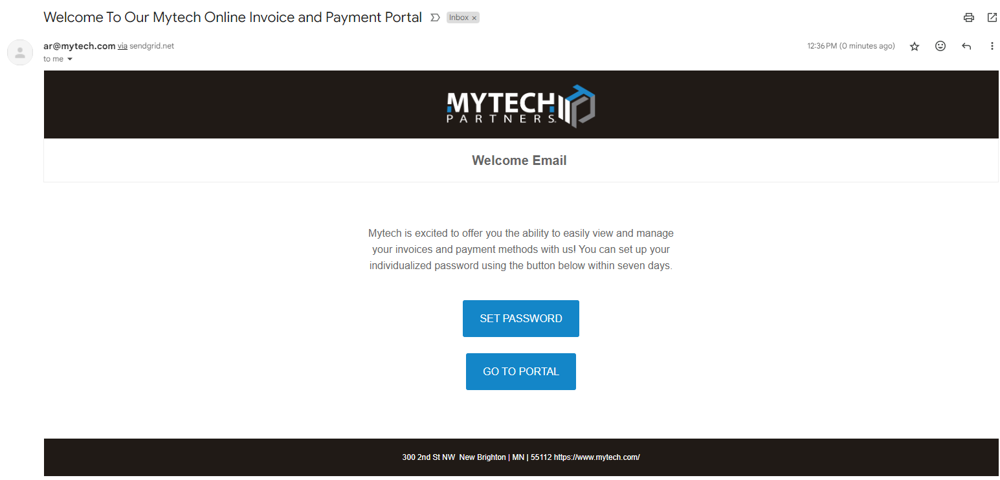 Welcome To Our Mytech Online Invoice and Payment Portal Inbox ×
ar@mytech.com via sendgrid.net 12:36 PM (0 minutes ago)
to me
MYTECH
PARTNERS
Welcome Email
Mytech is excited to offer you the ability to easily view and manage
your invoices and payment methods with us! You can set up your
individualized password using the button below within seven days.
SET PASSWORD
GO TO PORTAL
300 2nd St NW  New Brighton | MN | 55112 https://www.mytech.com/